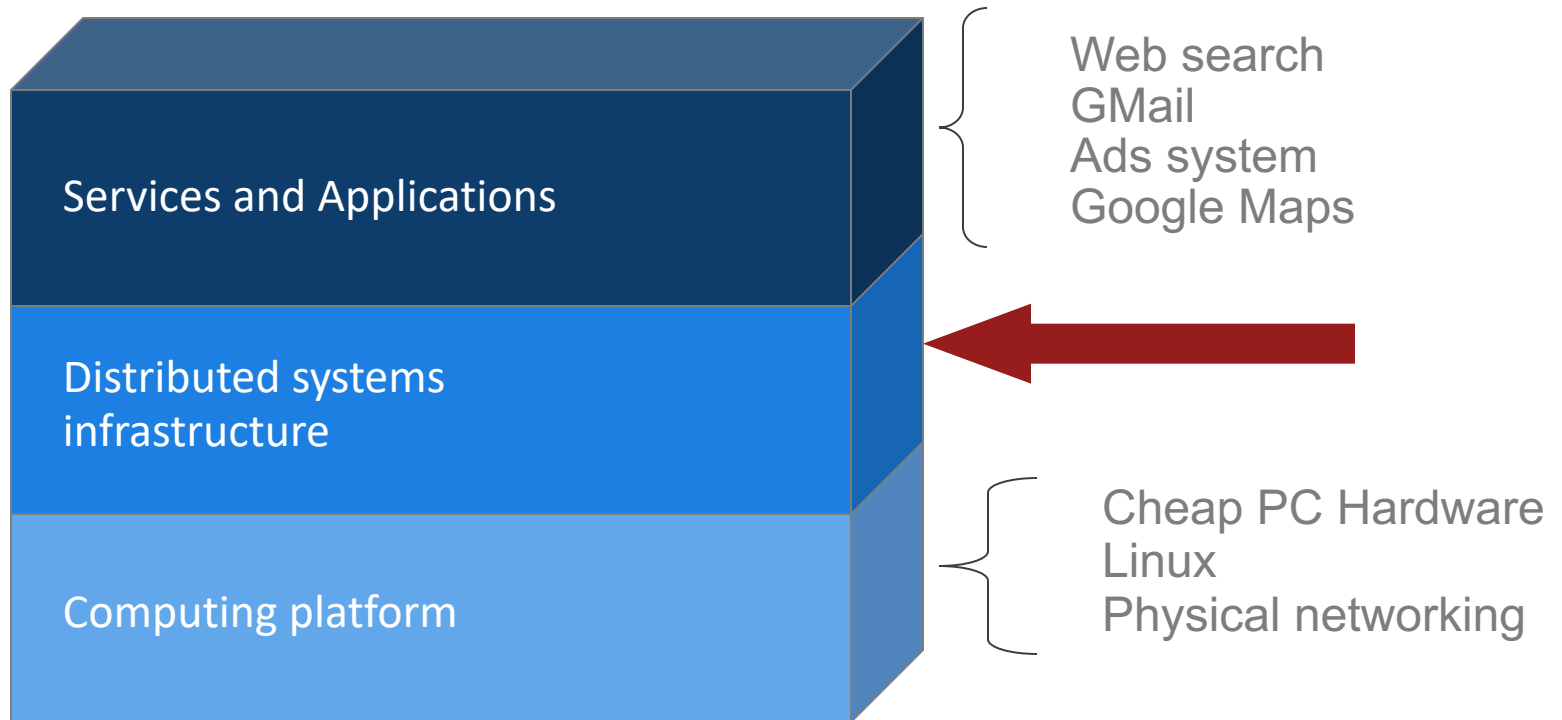 Services and Applications
Web search
GMail
Ads system
Google Maps
Distributed systems
infrastructure
Computing platform
Cheap PC Hardware
Linux
Physical networking